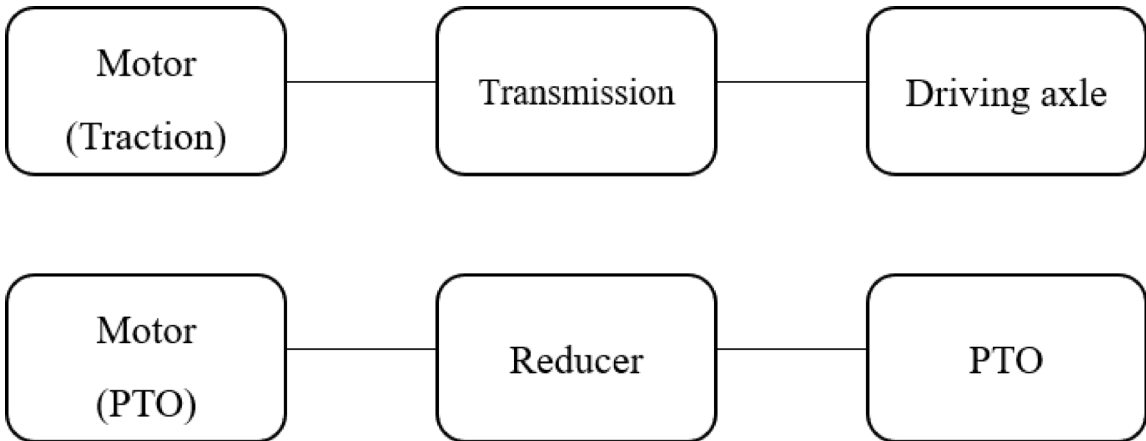 Motor
(Traction)
Transmission
Driving axle
Motor
(PTO)
Reducer
PTO